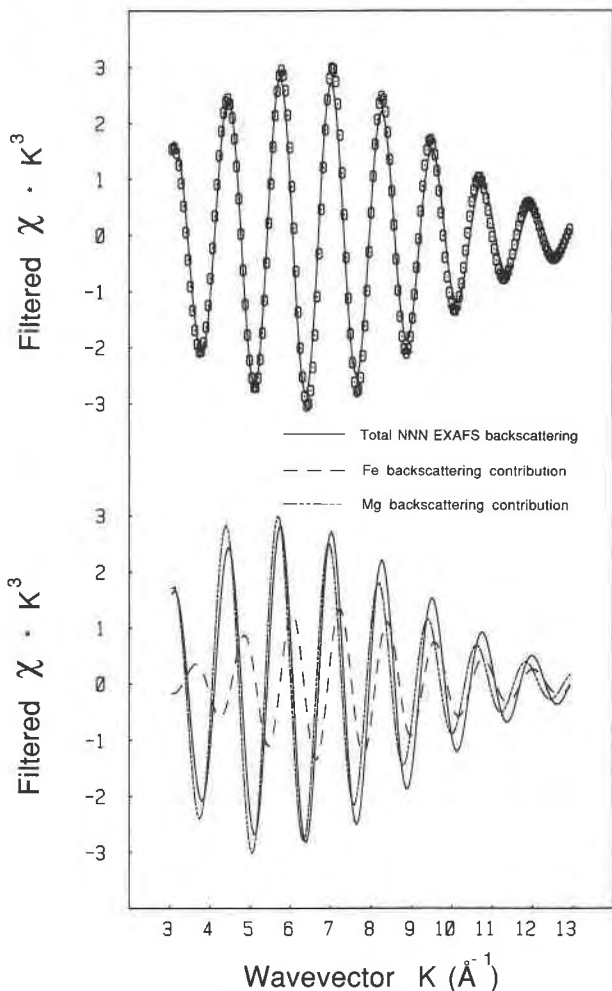 3
2
1
0
-1
-2
-3
Filtered χ · K³
Total NNN EXAFS backscattering
Fe backscattering contribution
Mg backscattering contribution
3
2
1
0
-1
-2
-3
Filtered χ · K³
3 4 5 6 7 8 9 10 11 12 13
Wavevector K (Å⁻¹)